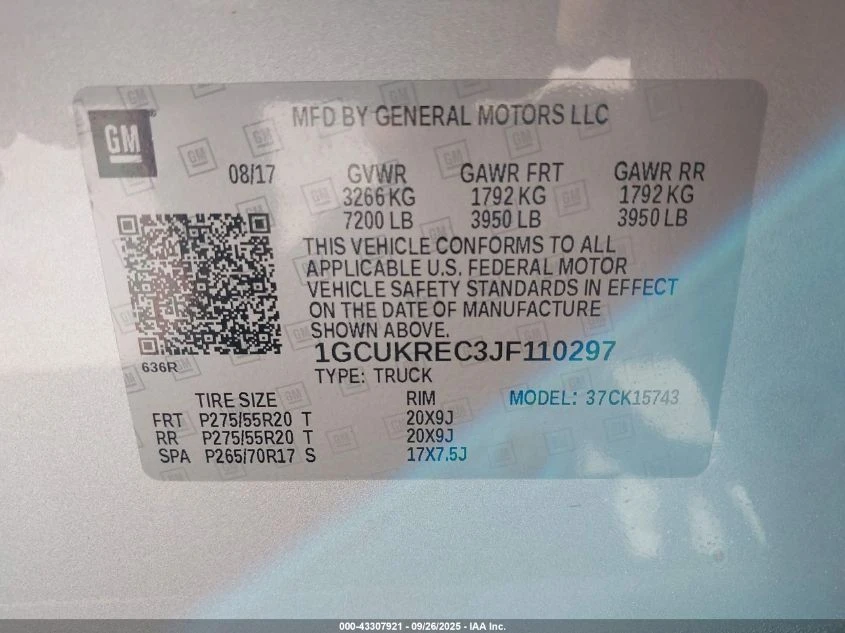 GM
MFD BY GENERAL MOTORS LLC
08/17 GVWR GAWR FRT GAWR RR
3266 KG 1792 KG 1792 KG
7200 LB 3950 LB 3950 LB
THIS VEHICLE CONFORMS TO ALL
APPLICABLE U.S. FEDERAL MOTOR
VEHICLE SAFETY STANDARDS IN EFFECT
ON THE DATE OF MANUFACTURE
SHOWN ABOVE.
1GCUKREC3JF110297
636R
TYPE: TRUCK
TIRE SIZE RIM MODEL: 37CK15743
FRT P275/55R20 T 20X9J
RR P275/55R20 T 20X9J
SPA P265/70R17 S 17X7.5J
000-43307921 - 09/26/2025 - IAA Inc.